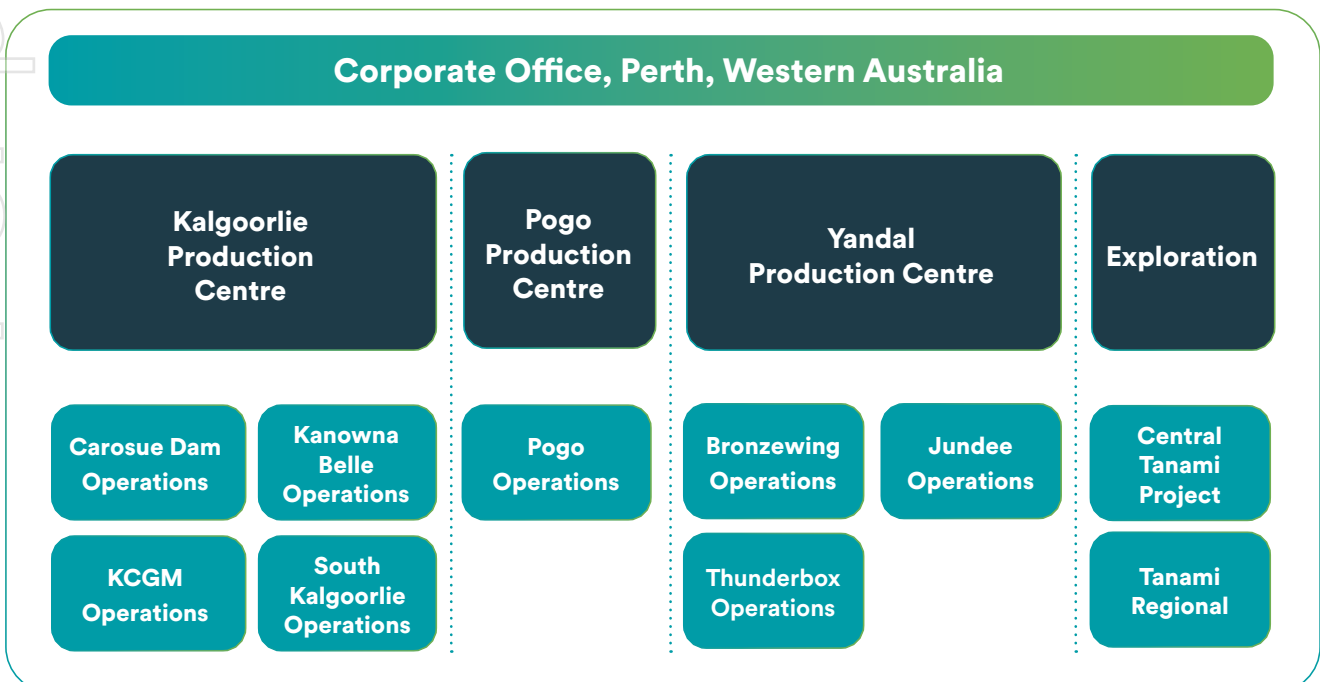 Corporate Office, Perth, Western Australia
Kalgoorlie
Production
Centre
Pogo
Production
Centre
Yandal
Production Centre
Exploration
Carosue Dam
Operations
Kanowna
Belle
Operations
KCGM
Operations
South
Kalgoorlie
Operations
Pogo
Operations
Bronzewing
Operations
Jundee
Operations
Thunderbox
Operations
Central
Tanami
Project
Tanami
Regional